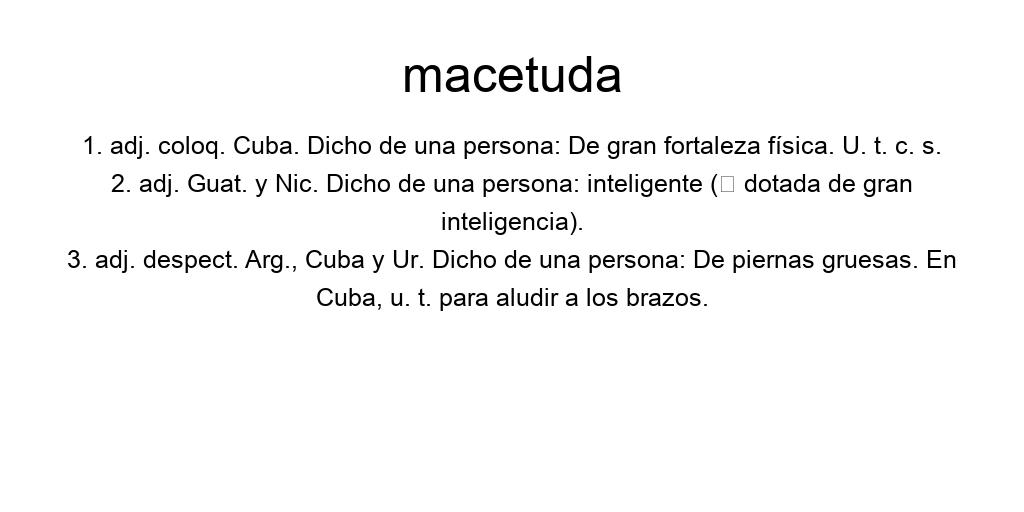 macetuda
1. adj. coloq. Cuba. Dicho de una persona: De gran fortaleza física. U. t. c. s.
2. adj. Guat. y Nic. Dicho de una persona: inteligente (▯ dotada de gran
inteligencia).
3. adj. despect. Arg., Cuba y Ur. Dicho de una persona: De piernas gruesas. En
Cuba, u. t. para aludir a los brazos.